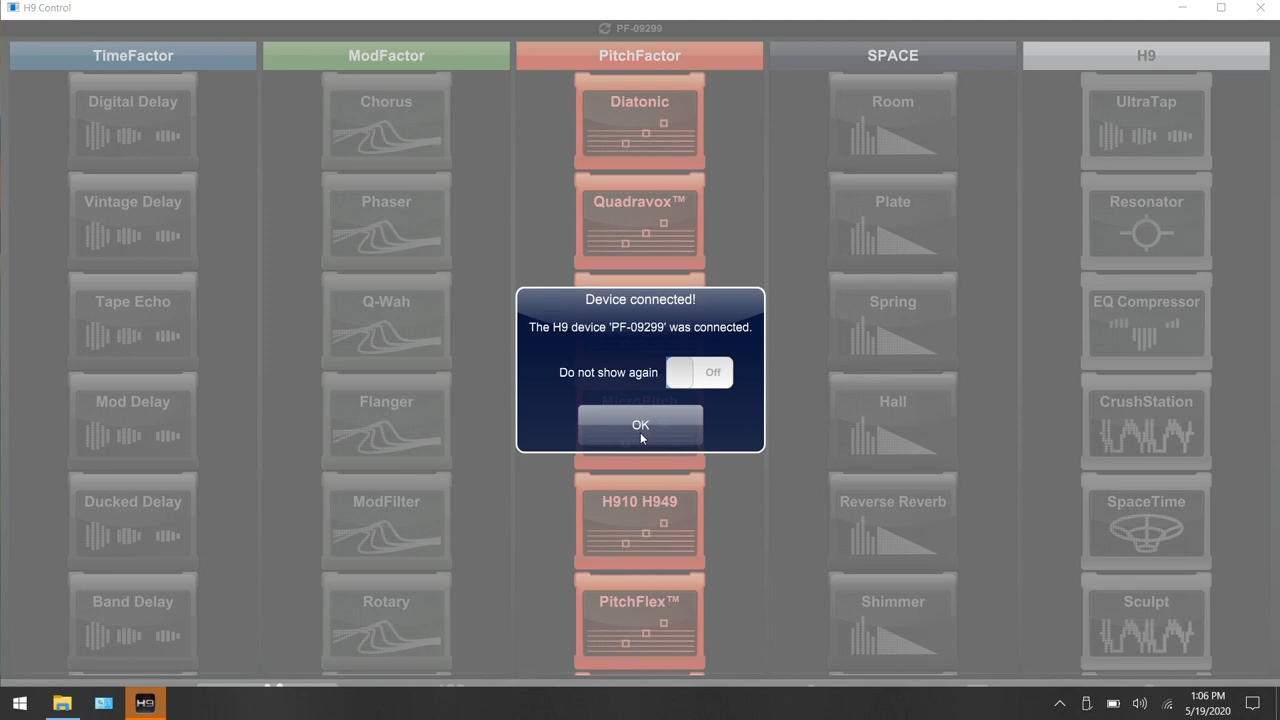 H9 Control
PF-09299
TimeFactor
ModFactor
PitchFactor
SPACE
H9
Digital Delay
Chorus
Diatonic
Room
UltraTap
Vintage Delay
Phaser
Quadravox™
Plate
Resonator
Tape Echo
Q-Wah
Spring
EQ Compressor
Device connected!
The H9 device 'PF-09299' was connected.
Do not show again
Off
OK
Mod Delay
Flanger
MicroPitch
Hall
CrushStation
Ducked Delay
ModFilter
H910 H949
Reverse Reverb
SpaceTime
Band Delay
Rotary
PitchFlex™
Shimmer
Sculpt
H9
1:06 PM
5/19/2020